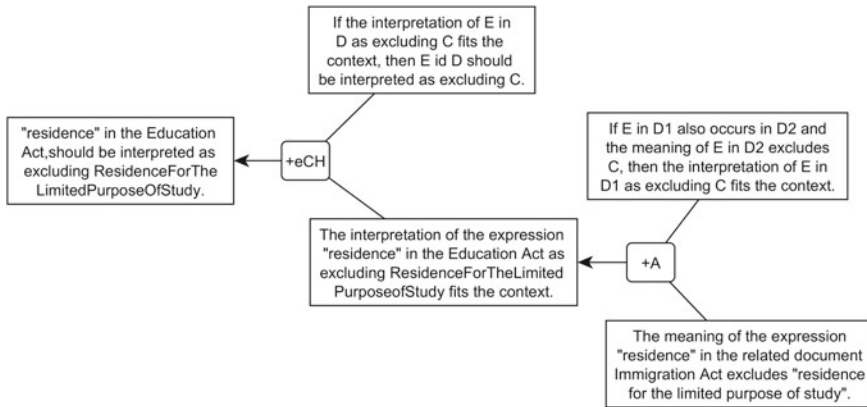 If the interpretation of E in
D as excluding C fits the
context, then E id D should
be interpreted as excluding C.
"residence" in the Education
Act,should be interpreted as
excluding ResidenceForThe
LimitedPurposeOfStudy.
+eCH
If E in D1 also occurs in D2 and
the meaning of E in D2 excludes
C, then the interpretation of E in
D1 as excluding C fits the context.
The interpretation of the expression
"residence" in the Education Act as
excluding ResidenceForTheLimited
PurposeofStudy fits the context.
+A
The meaning of the expression
"residence" in the related document
Immigration Act excludes "residence
for the limited purpose of study".